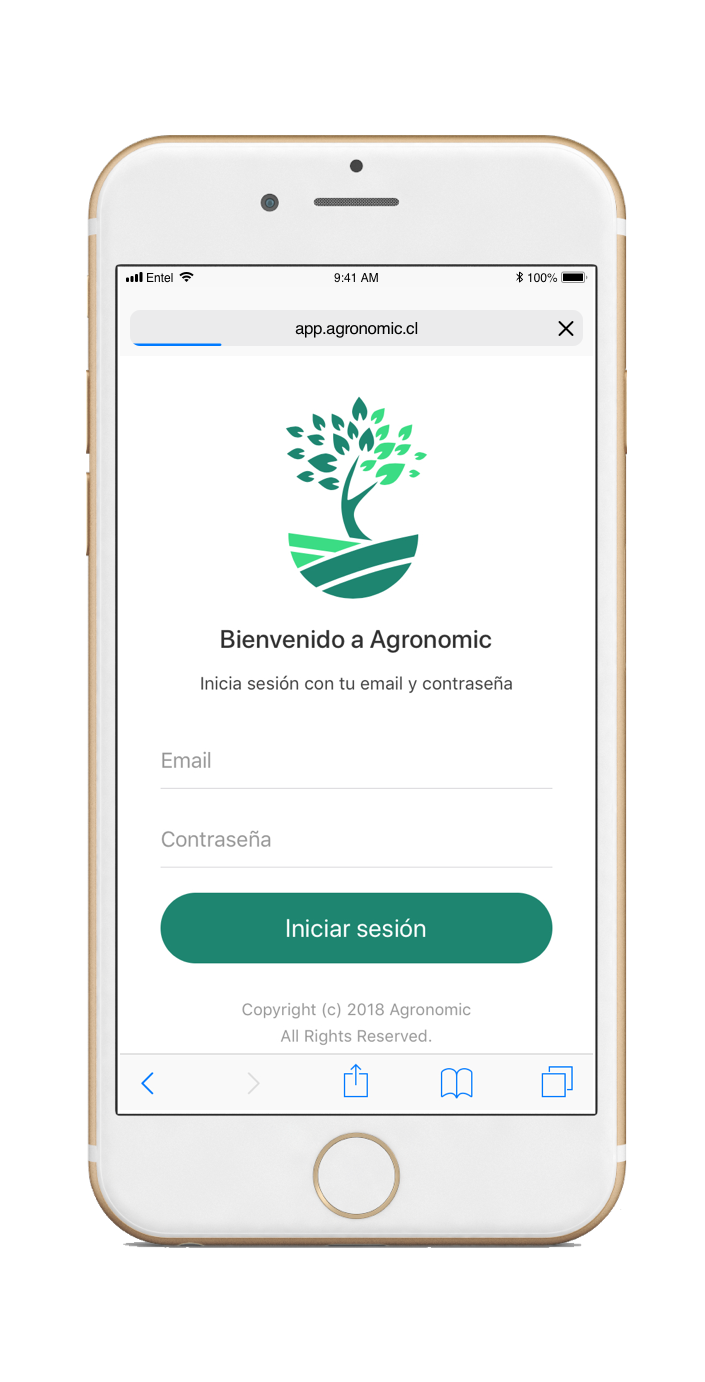 Entel 9:41 AM 100%
app.agronomic.cl
Bienvenido a Agronomic
Inicia sesión con tu email y contraseña
Email
Contraseña
Iniciar sesión
Copyright (c) 2018 Agronomic
All Rights Reserved.